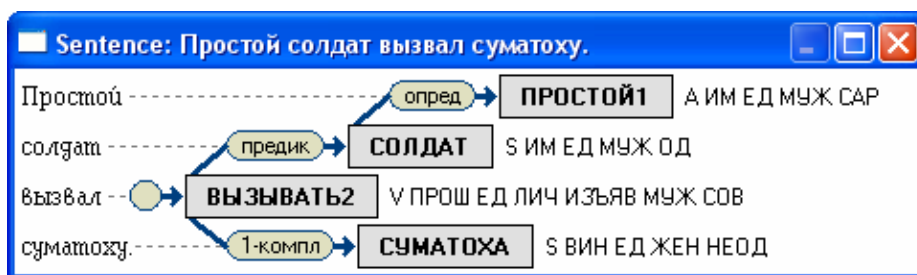 Sentence: Простой солдат вызвал суматоху.
Простой опред ПРОСТОЙ1 A ИМ ЕД МУЖ САР
солдат предик СОЛДАТ S ИМ ЕД МУЖ ОД
вызвал ВЫЗЫВАТЬ2 V ПРОШ ЕД ЛИЧ ИЗЪЯВ МУЖ СОВ
суматоху. 1-компл СУМАТОХА S ВИН ЕД ЖЕН НЕОД